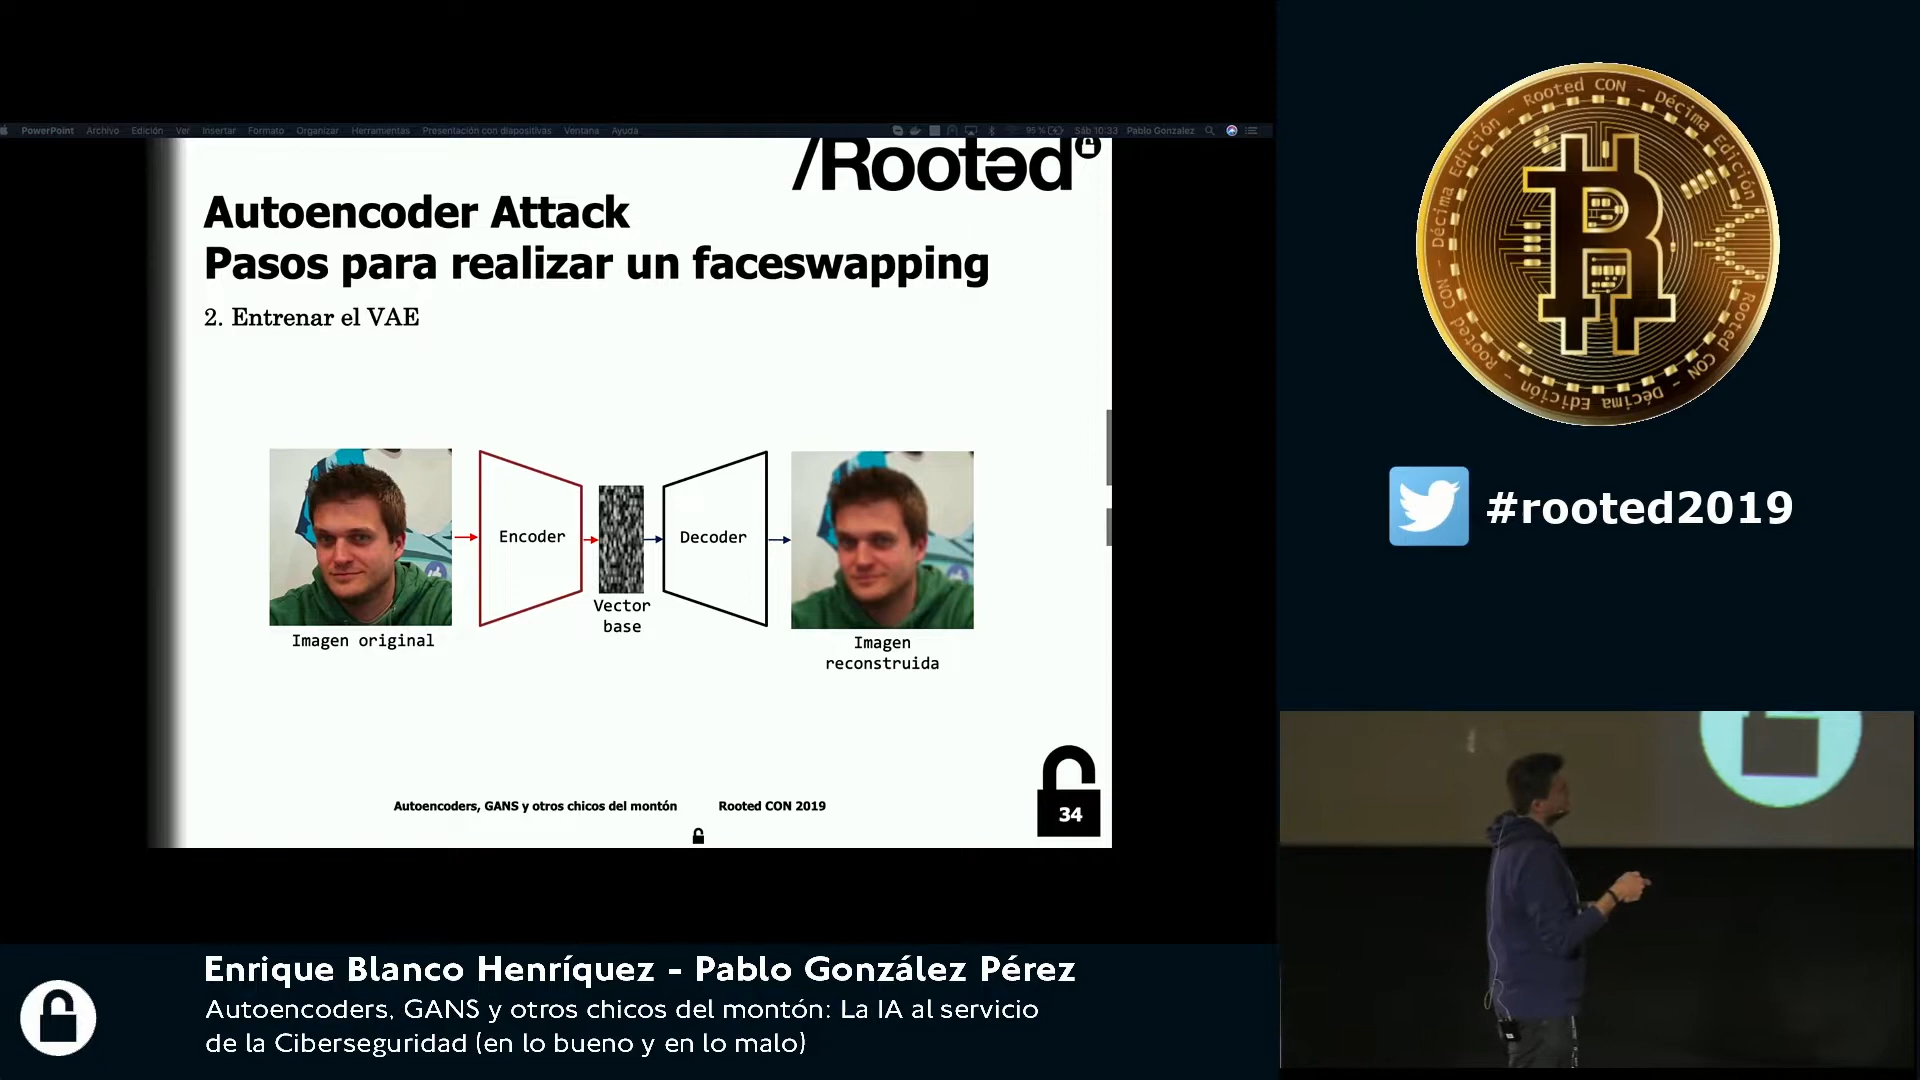 PowerPoint Archivo Edición Ver Insertar Formato Organizar Herramientas Presentación con diapositivas Ventana Ayuda 95 % Sáb 10:33 Pablo Gonzalez
/Rootəd
Autoencoder Attack
Pasos para realizar un faceswapping
2. Entrenar el VAE
Encoder
Decoder
Vector
base
Imagen original
Imagen
reconstruida
Autoencoders, GANS y otros chicos del montón
Rooted CON 2019
34
Rooted CON - Décima Edición - Rooted CON - Décima Edición - Rooted CON - Décima Edición -
#rooted2019
Enrique Blanco Henríquez - Pablo González Pérez
Autoencoders, GANS y otros chicos del montón: La IA al servicio
de la Ciberseguridad (en lo bueno y en lo malo)